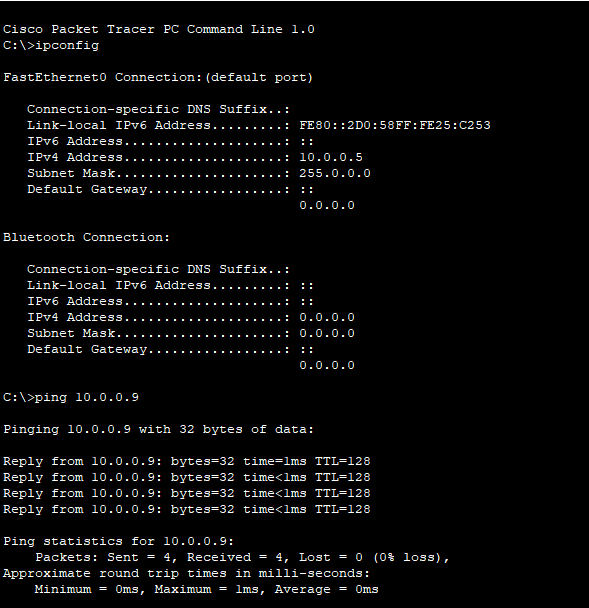 Cisco Packet Tracer PC Command Line 1.0
C:\>ipconfig
FastEthernet0 Connection:(default port)
Connection-specific DNS Suffix..:
Link-local IPv6 Address.........: FE80::2D0:58FF:FE25:C253
IPv6 Address....................: ::
IPv4 Address....................: 10.0.0.5
Subnet Mask.....................: 255.0.0.0
Default Gateway.................: ::
0.0.0.0
Bluetooth Connection:
Connection-specific DNS Suffix..:
Link-local IPv6 Address.........: ::
IPv6 Address....................: ::
IPv4 Address....................: 0.0.0.0
Subnet Mask.....................: 0.0.0.0
Default Gateway.................: ::
0.0.0.0
C:\>ping 10.0.0.9
Pinging 10.0.0.9 with 32 bytes of data:
Reply from 10.0.0.9: bytes=32 time=1ms TTL=128
Reply from 10.0.0.9: bytes=32 time<1ms TTL=128
Reply from 10.0.0.9: bytes=32 time<1ms TTL=128
Reply from 10.0.0.9: bytes=32 time<1ms TTL=128
Ping statistics for 10.0.0.9:
Packets: Sent = 4, Received = 4, Lost = 0 (0% loss),
Approximate round trip times in milli-seconds:
Minimum = 0ms, Maximum = 1ms, Average = 0ms